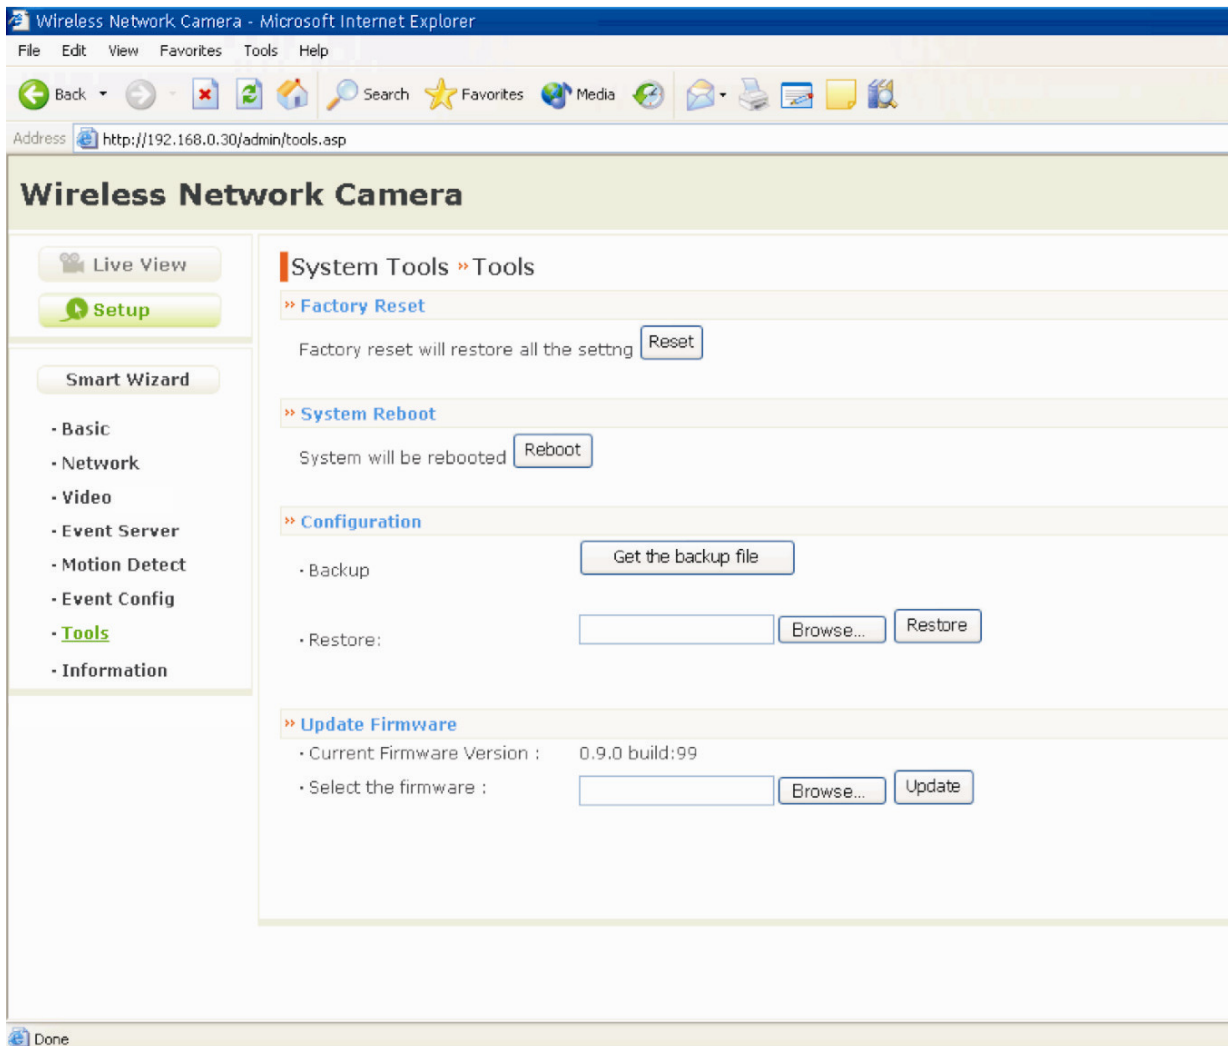 Wireless Network Camera - Microsoft Internet Explorer
File Edit View Favorites Tools Help
Back Search Favorites Media
Address http://192.168.0.30/admin/tools.asp
Wireless Network Camera
Live View
Setup
Smart Wizard
· Basic
· Network
· Video
· Event Server
· Motion Detect
· Event Config
· Tools
· Information
System Tools » Tools
» Factory Reset
Factory reset will restore all the settng Reset
» System Reboot
System will be rebooted Reboot
» Configuration
· Backup Get the backup file
· Restore: Browse... Restore
» Update Firmware
· Current Firmware Version : 0.9.0 build:99
· Select the firmware : Browse... Update
Done